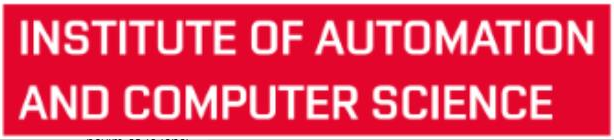 INSTITUTE OF AUTOMATION
AND COMPUTER SCIENCE